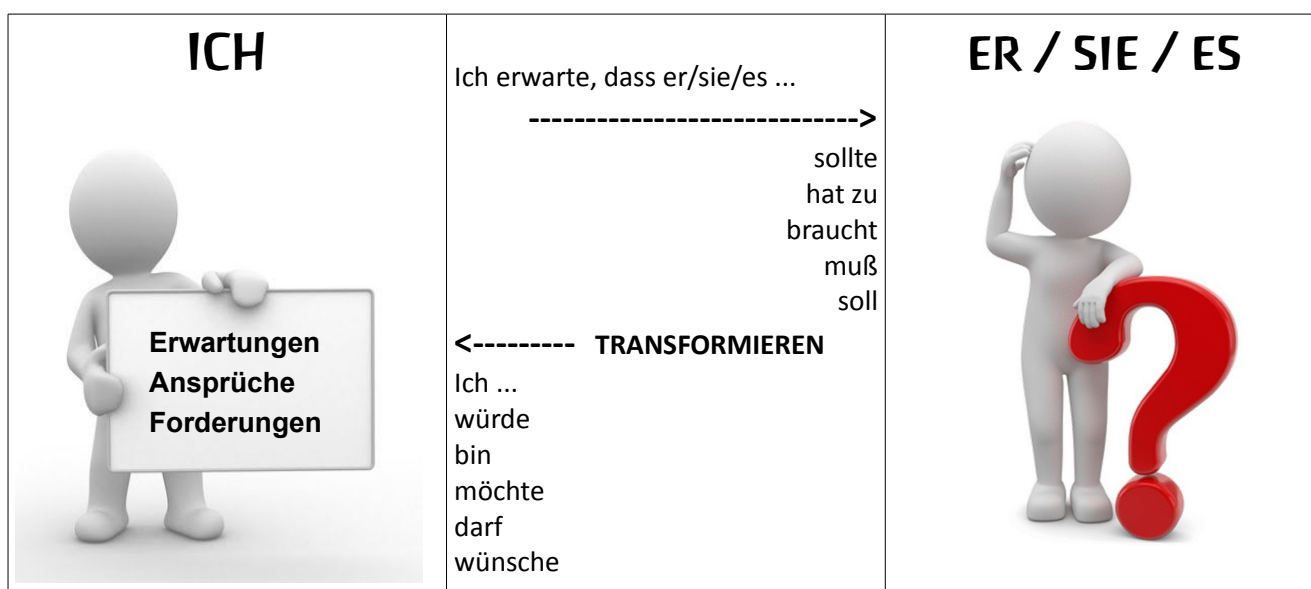 ICH
Erwartungen
Ansprüche
Forderungen
Ich erwarte, dass er/sie/es ...
----------------------------->
sollte
hat zu
braucht
muß
soll
<--------- TRANSFORMIEREN
Ich ...
würde
bin
möchte
darf
wünsche
ER / SIE / ES